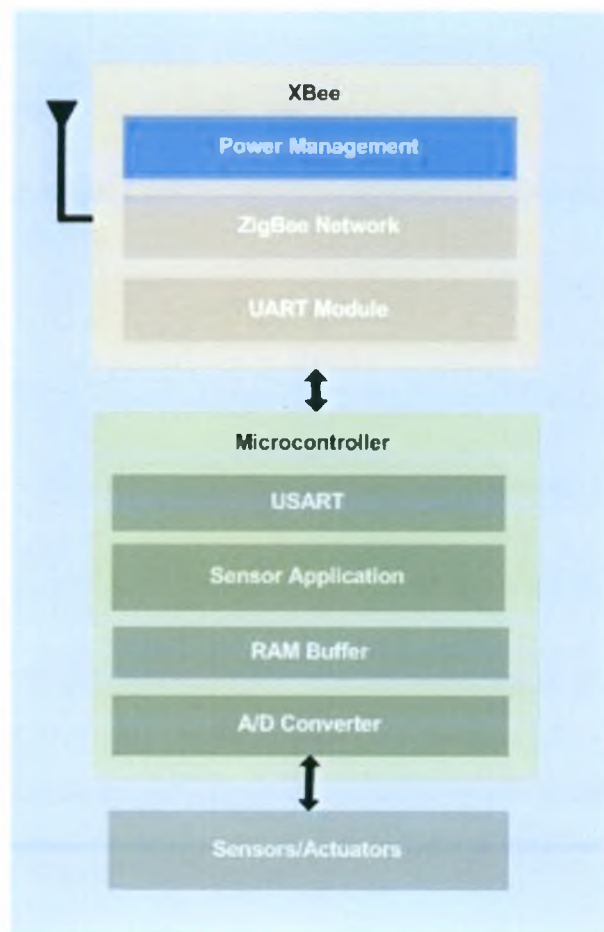 XBee
Power Management
ZigBee Network
UART Module
Microcontroller
USART
Sensor Application
RAM Buffer
A/D Converter
Sensors/Actuators